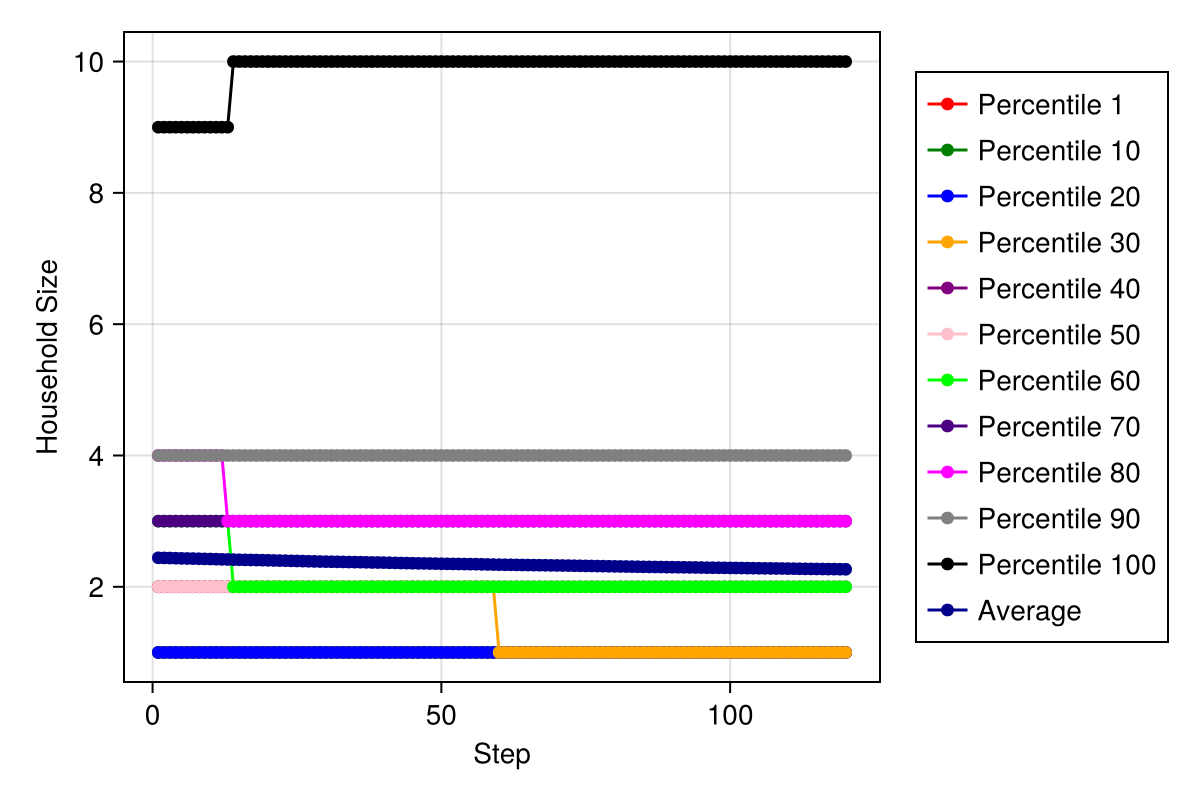 10
8
6
4
2
Household Size
0
50
100
Step
Percentile 1
Percentile 10
Percentile 20
Percentile 30
Percentile 40
Percentile 50
Percentile 60
Percentile 70
Percentile 80
Percentile 90
Percentile 100
Average